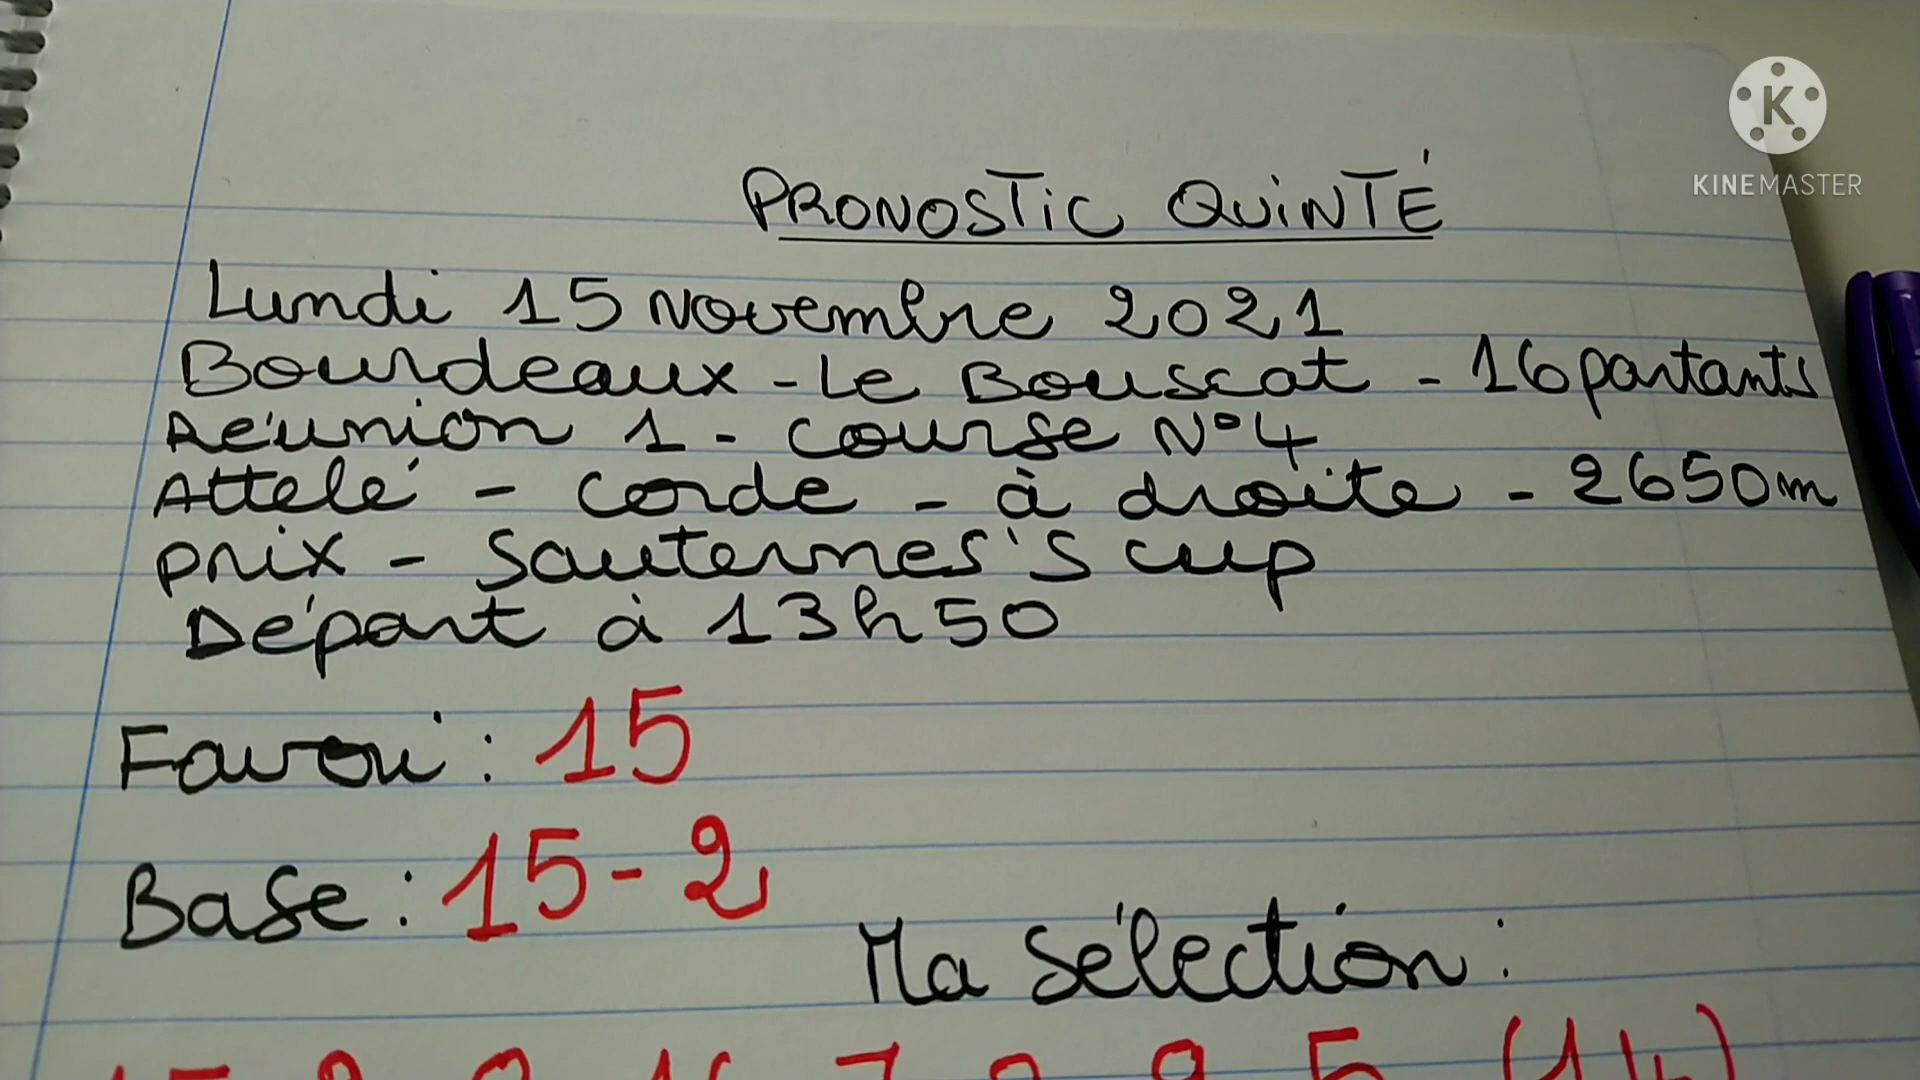 PRONOSTIC QUINTÉ
Lundi 15 Novembre 2021
Bourdeaux - Le Bouscat - 16 partants
Réunion 1 - course N°4
Attelé - corde - à droite - 2650m
prix - Sauternes's cup
Départ à 13h50
Favori : 15
Base : 15 - 2
Ma sélection :
K
KINEMASTER